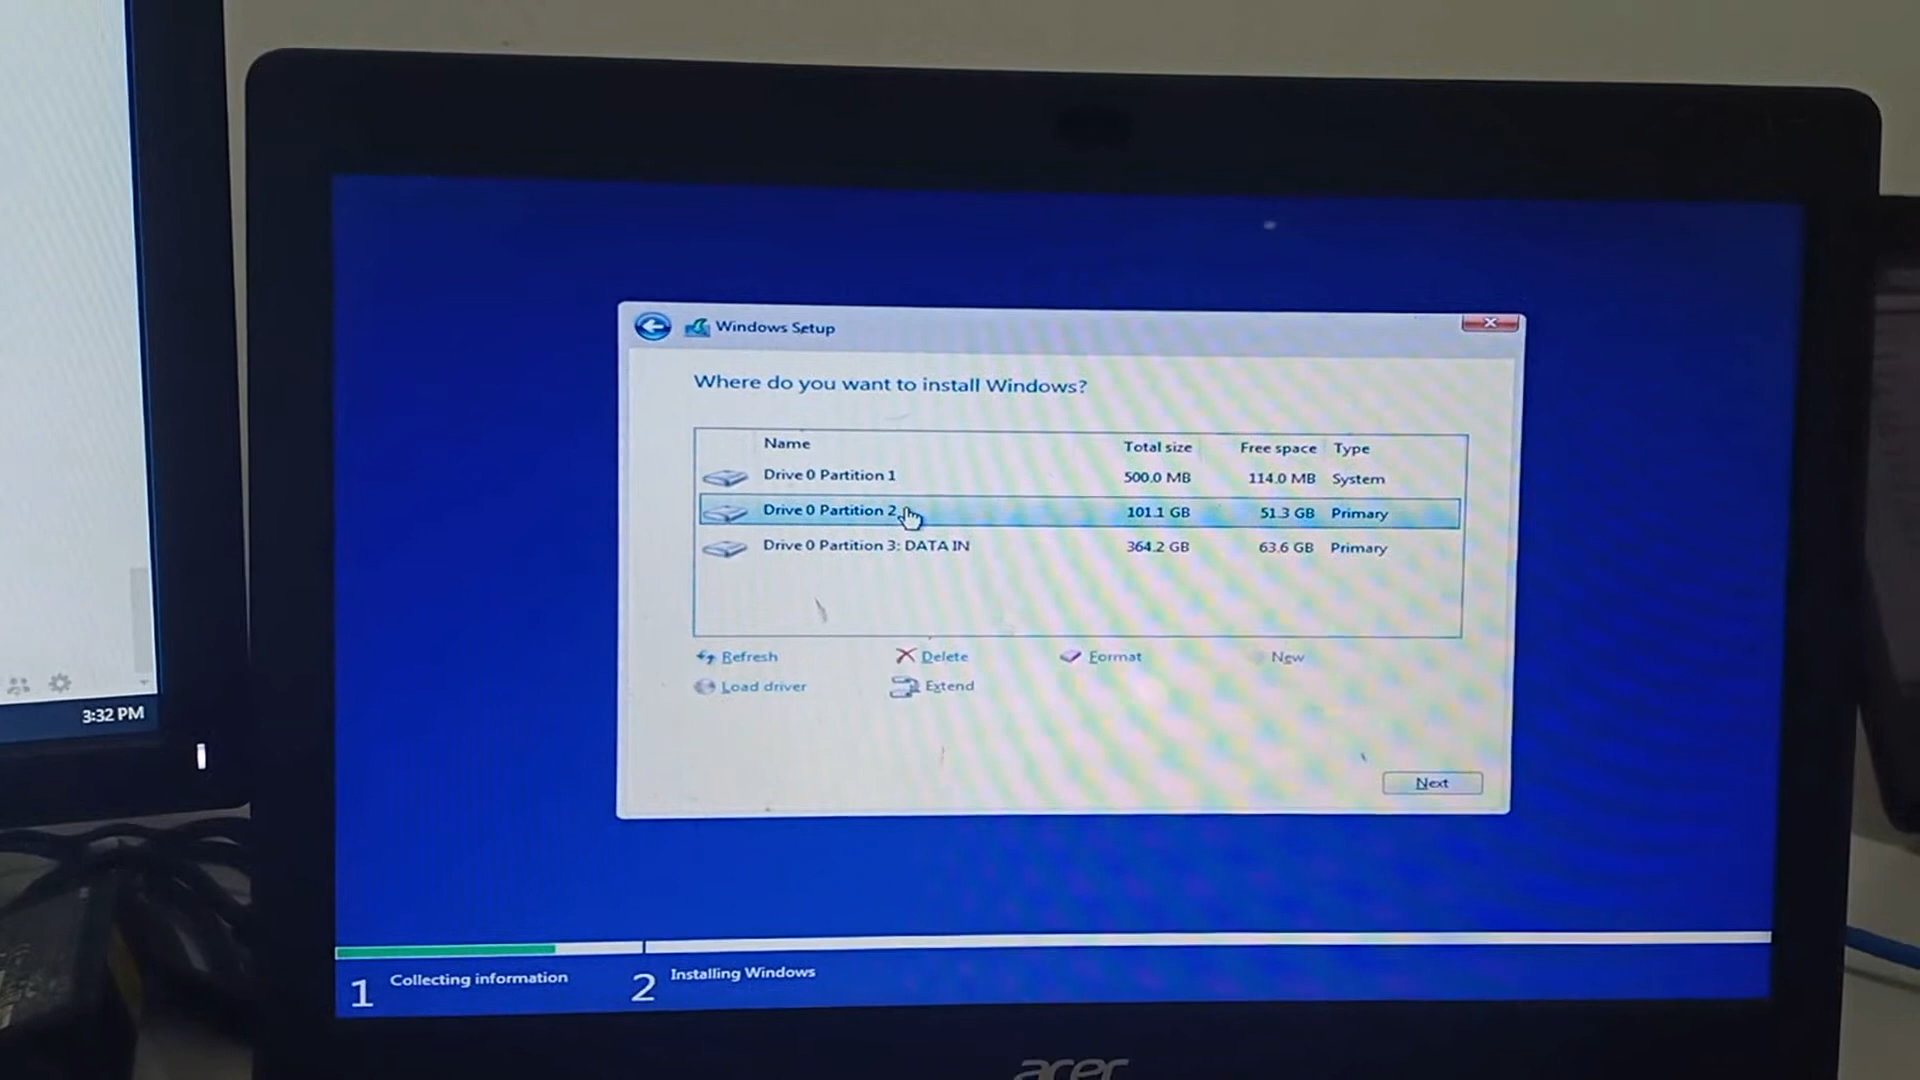 Windows Setup
Where do you want to install Windows?
Name Total size Free space Type
Drive 0 Partition 1 500.0 MB 114.0 MB System
Drive 0 Partition 2 101.1 GB 51.3 GB Primary
Drive 0 Partition 3: DATA IN 364.2 GB 63.6 GB Primary
Refresh Delete Format New
Load driver Extend
3:32 PM
Next
1 Collecting information 2 Installing Windows
acer